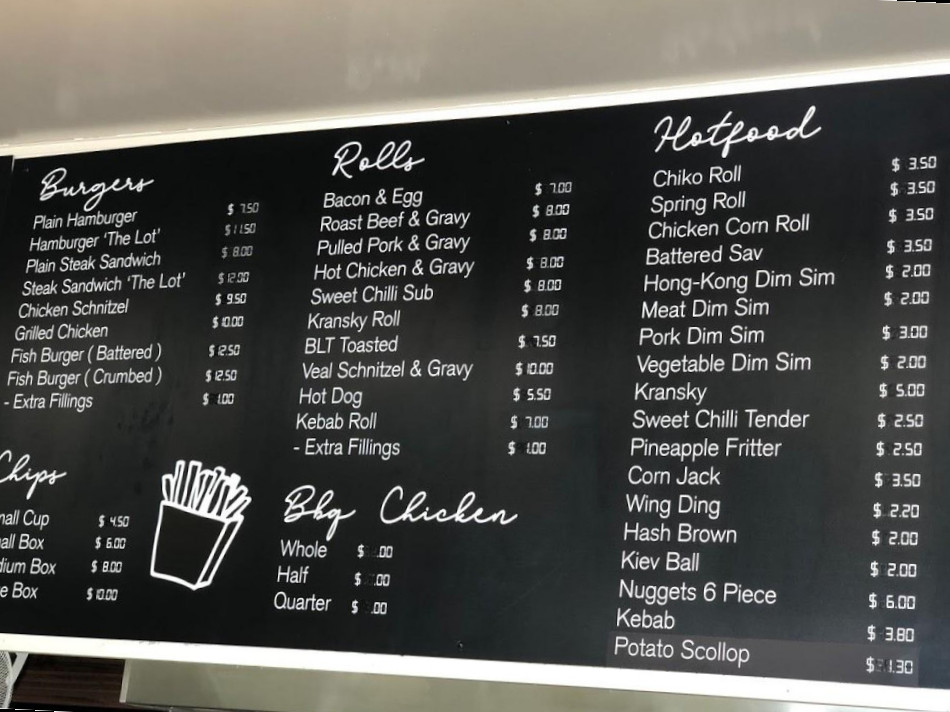 Burgers
Plain Hamburger $ 7.50
Hamburger 'The Lot' $ 11.50
Plain Steak Sandwich $ 8.00
Steak Sandwich 'The Lot' $ 12.00
Chicken Schnitzel $ 9.50
Grilled Chicken $ 10.00
Fish Burger ( Battered ) $ 12.50
Fish Burger ( Crumbed ) $ 12.50
- Extra Fillings $ 1.00
Chips
mall Cup $ 4.50
all Box $ 6.00
dium Box $ 8.00
e Box $ 10.00
Rolls
Bacon & Egg $ 7.00
Roast Beef & Gravy $ 8.00
Pulled Pork & Gravy $ 8.00
Hot Chicken & Gravy $ 8.00
Sweet Chilli Sub $ 8.00
Kransky Roll $ 8.00
BLT Toasted $ 7.50
Veal Schnitzel & Gravy $ 10.00
Hot Dog $ 5.50
Kebab Roll $ 7.00
- Extra Fillings $ 1.00
Bbq Chicken
Whole $ .00
Half $ .00
Quarter $ .00
Hotfood
Chiko Roll $ 3.50
Spring Roll $ 3.50
Chicken Corn Roll $ 3.50
Battered Sav $ 3.50
Hong-Kong Dim Sim $ 2.00
Meat Dim Sim $ 2.00
Pork Dim Sim $ 3.00
Vegetable Dim Sim $ 2.00
Kransky $ 5.00
Sweet Chilli Tender $ 2.50
Pineapple Fritter $ 2.50
Corn Jack $ 3.50
Wing Ding $ 2.20
Hash Brown $ 2.00
Kiev Ball $ 2.00
Nuggets 6 Piece $ 6.00
Kebab $ 3.80
Potato Scollop $ 1.30